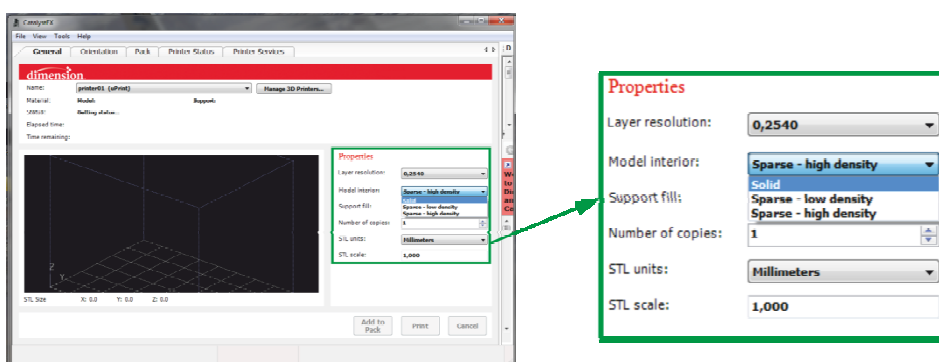 CatalystEX
File View Tools Help
General Orientation Pack Printer Status Printer Services
dimension
Name: printer01 (uPrint) Manage 3D Printers...
Material: Model: Support:
Status: Getting status...
Elapsed time:
Time remaining:
Properties
Layer resolution: 0,2540
Model interior: Sparse - high density
Solid
Support fill: Sparse - low density
Sparse - high density
Number of copies: 1
STL units: Millimeters
STL scale: 1,000
Z
Y
STL Size X: 0.0 Y: 0.0 Z: 0.0
Add to Pack Print Cancel
Properties
Layer resolution: 0,2540
Model interior: Sparse - high density
Solid
Support fill: Sparse - low density
Sparse - high density
Number of copies: 1
STL units: Millimeters
STL scale: 1,000